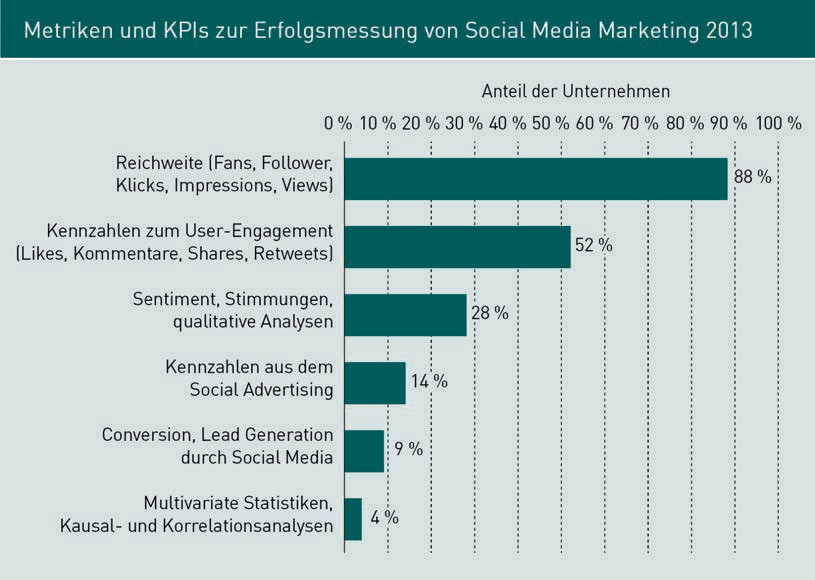 Metriken und KPIs zur Erfolgsmessung von Social Media Marketing 2013
Anteil der Unternehmen
0 % 10 % 20 % 30 % 40 % 50 % 60 % 70 % 80 % 90 % 100 %
Reichweite (Fans, Follower,
Klicks, Impressions, Views)
88 %
Kennzahlen zum User-Engagement
(Likes, Kommentare, Shares, Retweets)
52 %
Sentiment, Stimmungen,
qualitative Analysen
28 %
Kennzahlen aus dem
Social Advertising
14 %
Conversion, Lead Generation
durch Social Media
9 %
Multivariate Statistiken,
Kausal- und Korrelationsanalysen
4 %